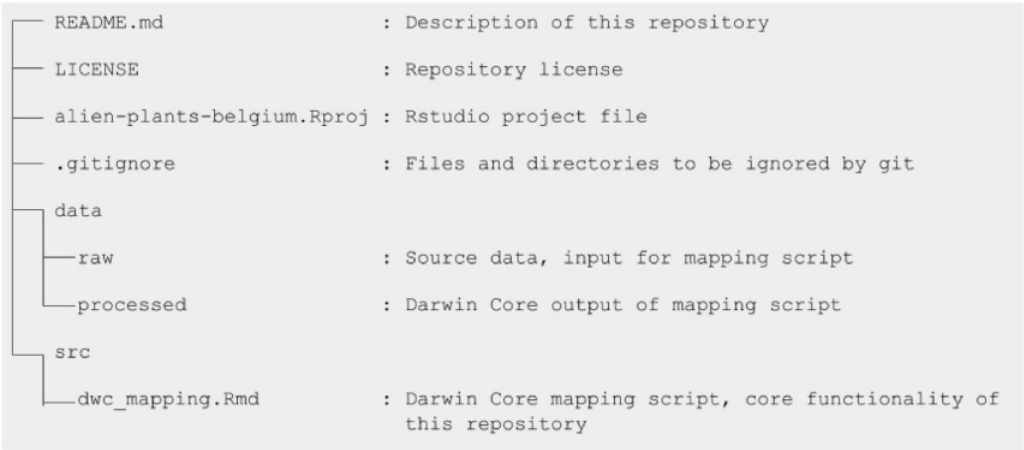 README.md : Description of this repository
LICENSE : Repository license
alien-plants-belgium.Rproj : Rstudio project file
.gitignore : Files and directories to be ignored by git
data
raw : Source data, input for mapping script
processed : Darwin Core output of mapping script
src
dwc_mapping.Rmd : Darwin Core mapping script, core functionality of
this repository